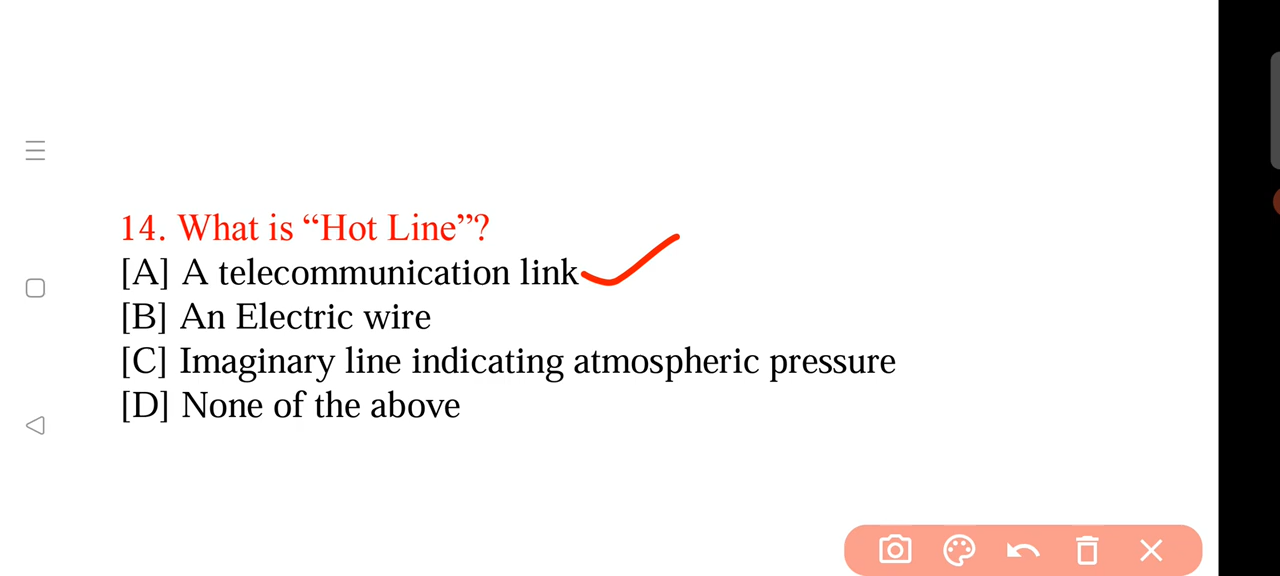 14. What is “Hot Line”?
[A] A telecommunication link
[B] An Electric wire
[C] Imaginary line indicating atmospheric pressure
[D] None of the above